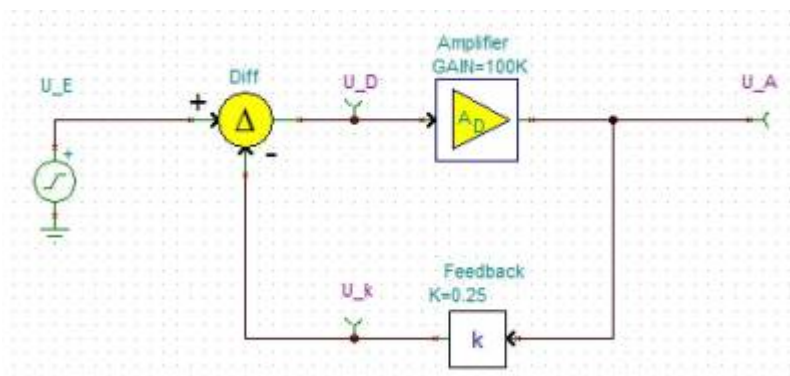 Amplifier
GAIN=100K
U_E
Diff
U_D
U_A
+
Δ
A_D
+
-
Feedback
K=0.25
U_k
k